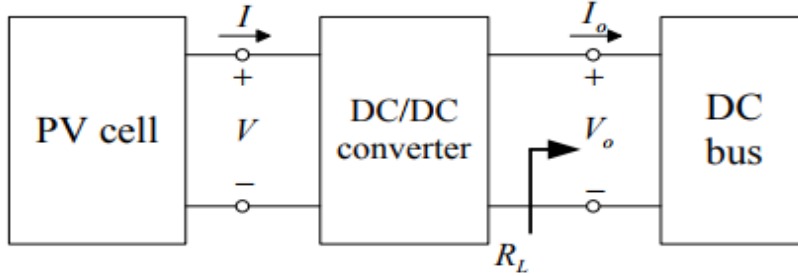 I
I_o
+
+
PV cell
V
DC/DC
converter
V_o
DC
bus
−
−
R_L